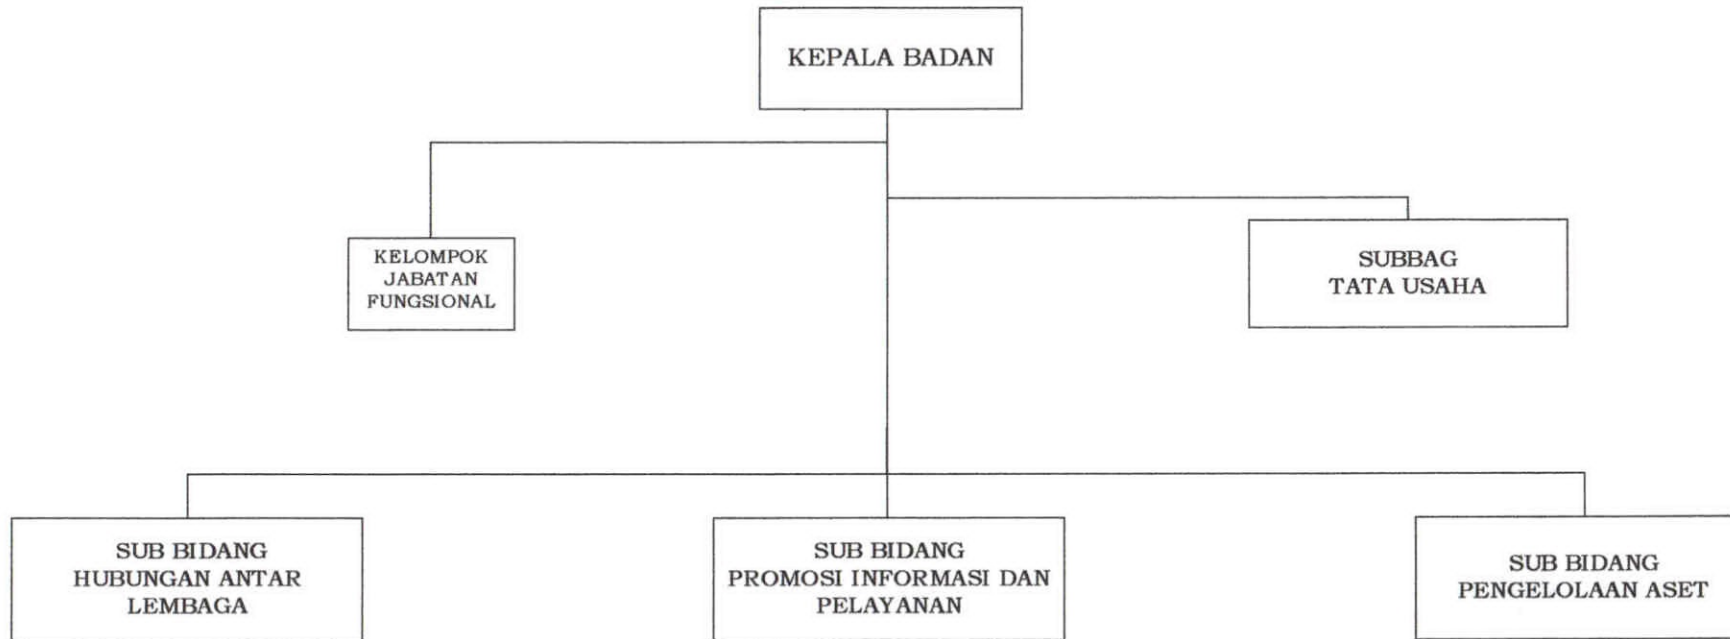 KEPALA BADAN
KELOMPOK
JABATAN
FUNGSIONAL
SUBBAG
TATA USAHA
SUB BIDANG
HUBUNGAN ANTAR
LEMBAGA
SUB BIDANG
PROMOSI INFORMASI DAN
PELAYANAN
SUB BIDANG
PENGELOLAAN ASET